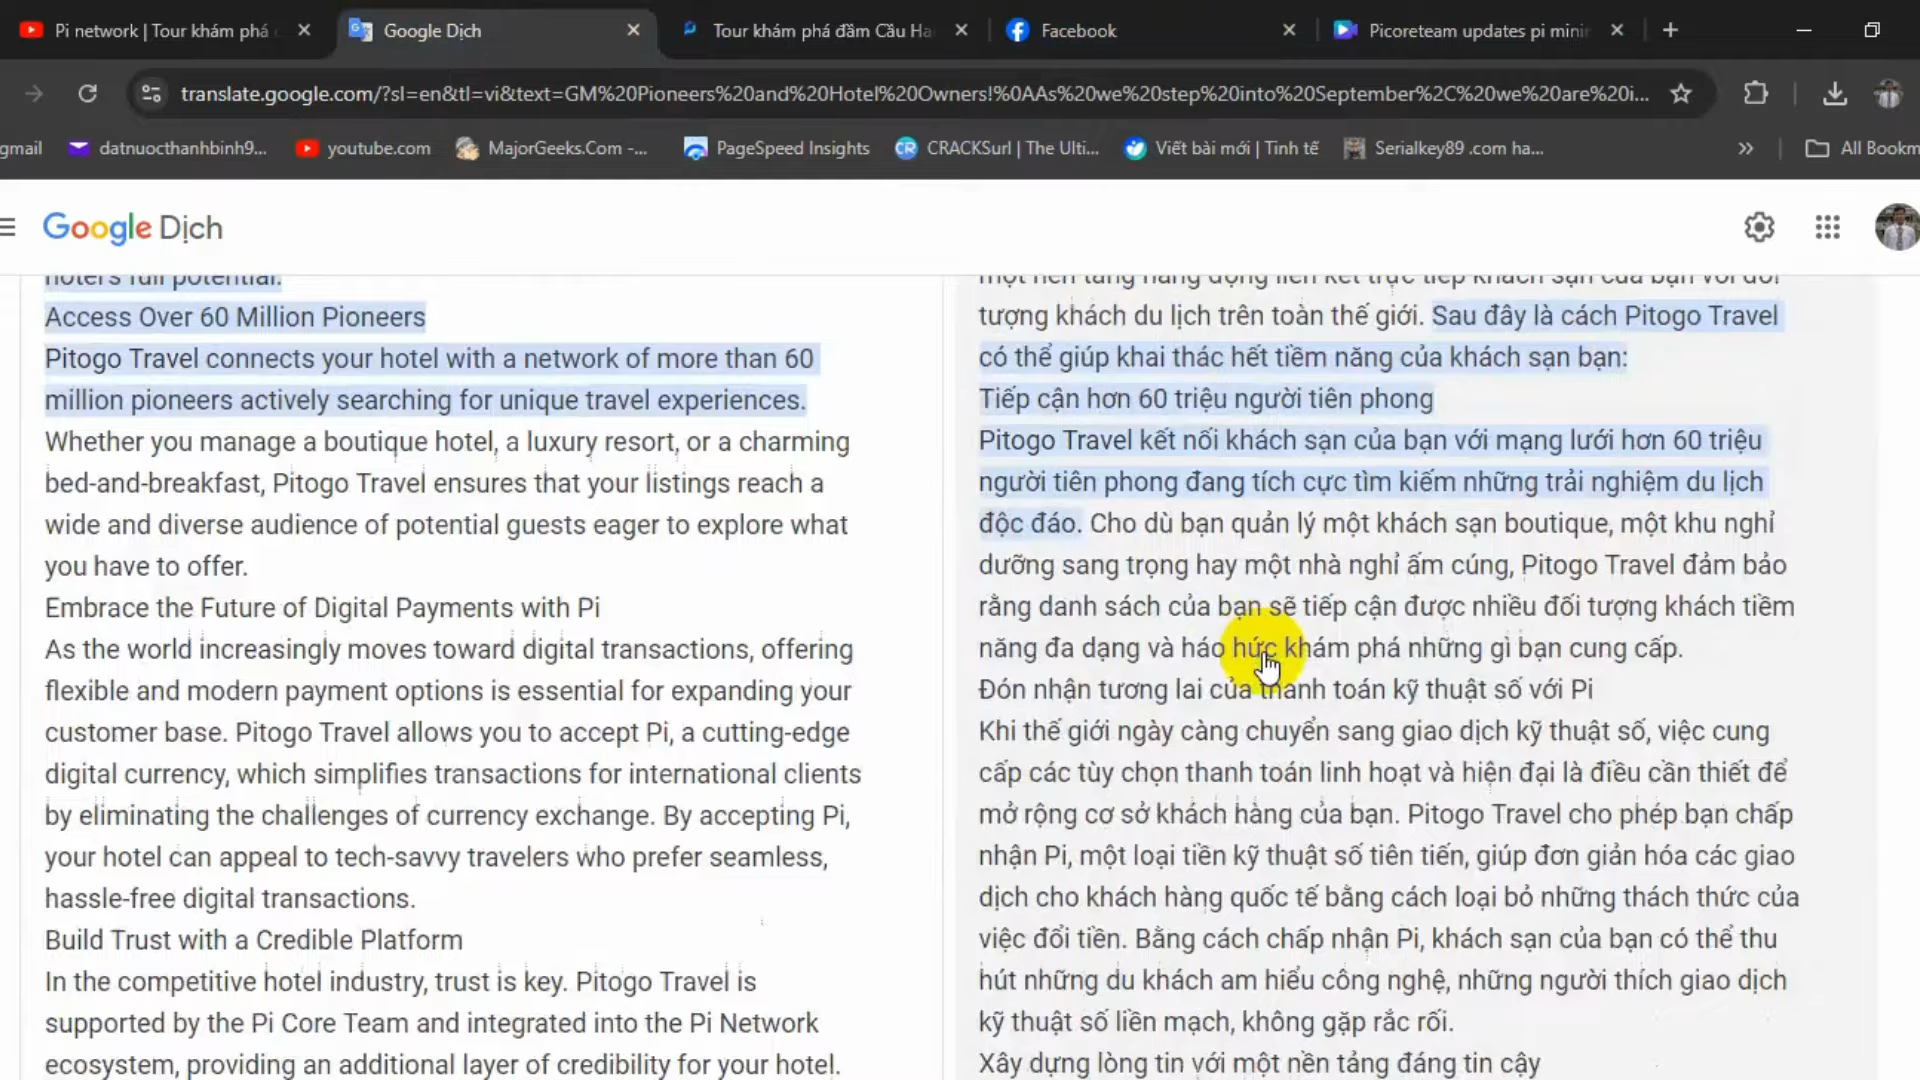 Pi network | Tour khám phá
Google Dịch
Tour khám phá đầm Cầu Ha
Facebook
Picoreteam updates pi mini
translate.google.com/?sl=en&tl=vi&text=GM%20Pioneers%20and%20Hotel%20Owners!%0AAs%20we%20step%20into%20September%2C%20we%20are%20i...
gmail
datnuocthanhbinh9...
youtube.com
MajorGeeks.Com -...
PageSpeed Insights
CR
CRACKSurl | The Ulti...
Viết bài mới | Tinh tế
Serialkey89 .com ha...
»
All Bookm
Google Dịch
hotel's full potential.
Access Over 60 Million Pioneers
Pitogo Travel connects your hotel with a network of more than 60
million pioneers actively searching for unique travel experiences.
Whether you manage a boutique hotel, a luxury resort, or a charming
bed-and-breakfast, Pitogo Travel ensures that your listings reach a
wide and diverse audience of potential guests eager to explore what
you have to offer.
Embrace the Future of Digital Payments with Pi
As the world increasingly moves toward digital transactions, offering
flexible and modern payment options is essential for expanding your
customer base. Pitogo Travel allows you to accept Pi, a cutting-edge
digital currency, which simplifies transactions for international clients
by eliminating the challenges of currency exchange. By accepting Pi,
your hotel can appeal to tech-savvy travelers who prefer seamless,
hassle-free digital transactions.
Build Trust with a Credible Platform
In the competitive hotel industry, trust is key. Pitogo Travel is
supported by the Pi Core Team and integrated into the Pi Network
ecosystem, providing an additional layer of credibility for your hotel.
một nền tảng năng động liên kết trực tiếp khách sạn của bạn với đối
tượng khách du lịch trên toàn thế giới. Sau đây là cách Pitogo Travel
có thể giúp khai thác hết tiềm năng của khách sạn bạn:
Tiếp cận hơn 60 triệu người tiên phong
Pitogo Travel kết nối khách sạn của bạn với mạng lưới hơn 60 triệu
người tiên phong đang tích cực tìm kiếm những trải nghiệm du lịch
độc đáo. Cho dù bạn quản lý một khách sạn boutique, một khu nghỉ
dưỡng sang trọng hay một nhà nghỉ ấm cúng, Pitogo Travel đảm bảo
rằng danh sách của bạn sẽ tiếp cận được nhiều đối tượng khách tiềm
năng đa dạng và háo hức khám phá những gì bạn cung cấp.
Đón nhận tương lai của thanh toán kỹ thuật số với Pi
Khi thế giới ngày càng chuyển sang giao dịch kỹ thuật số, việc cung
cấp các tùy chọn thanh toán linh hoạt và hiện đại là điều cần thiết để
mở rộng cơ sở khách hàng của bạn. Pitogo Travel cho phép bạn chấp
nhận Pi, một loại tiền kỹ thuật số tiên tiến, giúp đơn giản hóa các giao
dịch cho khách hàng quốc tế bằng cách loại bỏ những thách thức của
việc đổi tiền. Bằng cách chấp nhận Pi, khách sạn của bạn có thể thu
hút những du khách am hiểu công nghệ, những người thích giao dịch
kỹ thuật số liền mạch, không gặp rắc rối.
Xây dựng lòng tin với một nền tảng đáng tin cậy